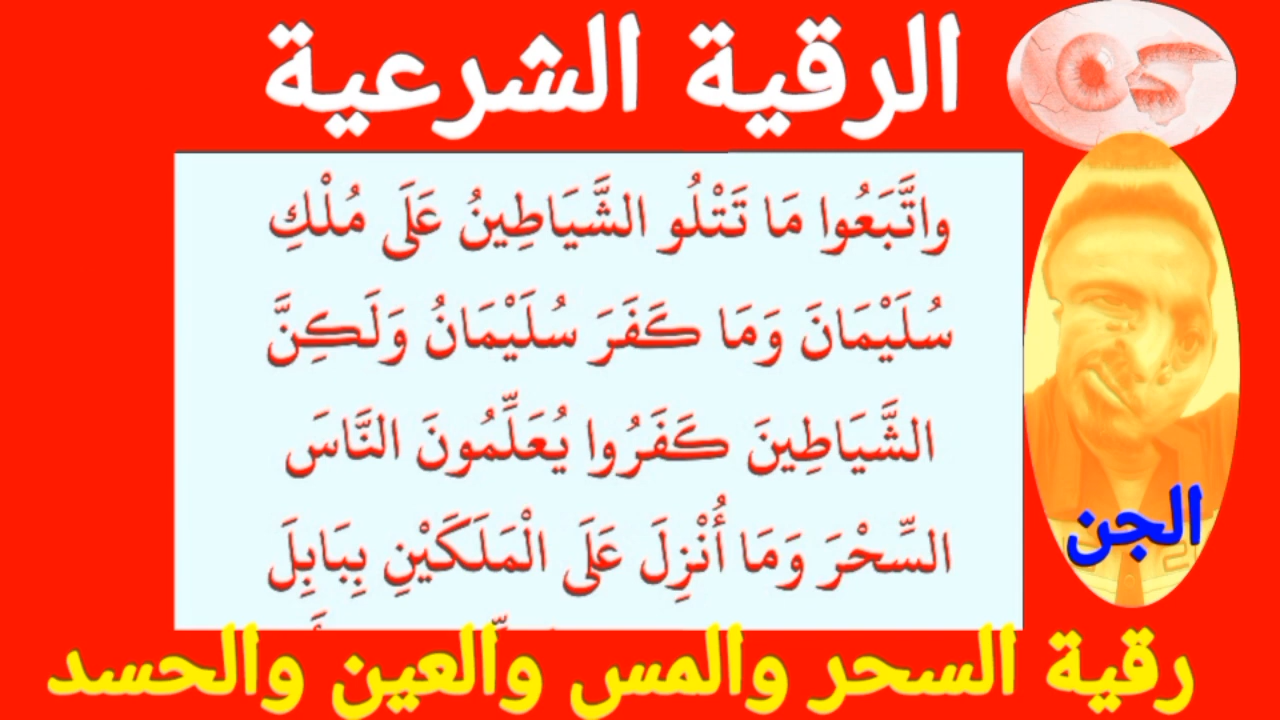 الرقية الشرعية
واتَّبَعُوا مَا تَتْلُو الشَّيَاطِينُ عَلَى مُلْكِ
سُلَيْمَانَ وَمَا كَفَرَ سُلَيْمَانُ وَلَكِنَّ
الشَّيَاطِينَ كَفَرُوا يُعَلِّمُونَ النَّاسَ
السِّحْرَ وَمَا أُنْزِلَ عَلَى الْمَلَكَيْنِ بِبَابِلَ
الجن
رقية السحر والمس والعين والحسد